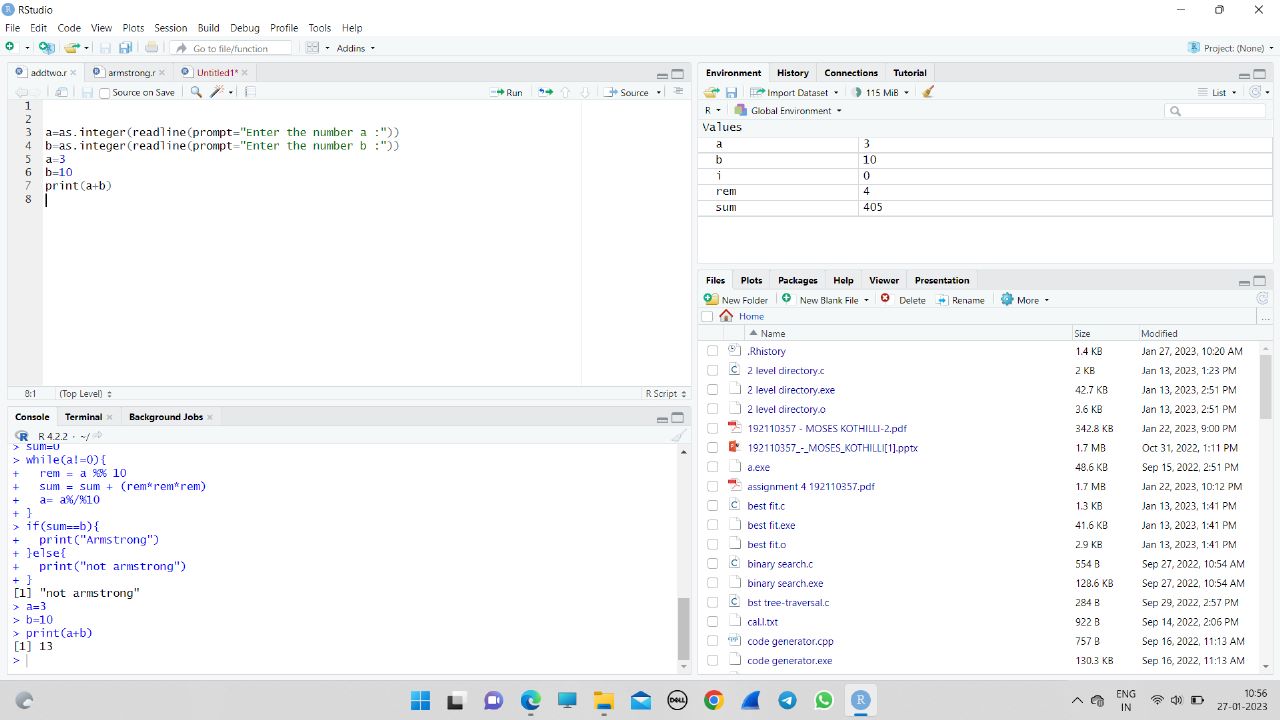 RStudio
File Edit Code View Plots Session Build Debug Profile Tools Help
Go to file/function Addins Project: (None)
addtwo.r armstrong.r Untitled1*
Source on Save Run Source
1
2
3 a=as.integer(readline(prompt="Enter the number a :"))
4 b=as.integer(readline(prompt="Enter the number b :"))
5 a=3
6 b=10
7 print(a+b)
8
8:1 (Top Level) R Script
Console Terminal Background Jobs
R 4.2.2 · ~/
> sum=0
> while(a!=0){
+ rem = a %% 10
+ sum = sum + (rem*rem*rem)
+ a= a%/%10
+ }
> if(sum==b){
+ print("Armstrong")
+ }else{
+ print("not armstrong")
+ }
[1] "not armstrong"
> a=3
> b=10
> print(a+b)
[1] 13
>
Environment History Connections Tutorial
Import Dataset 115 MiB List
R Global Environment
Values
a 3
b 10
i 0
rem 4
sum 405
Files Plots Packages Help Viewer Presentation
New Folder New Blank File Delete Rename More
Home ...
Name Size Modified
.Rhistory 1.4 KB Jan 27, 2023, 10:20 AM
2 level directory.c 2 KB Jan 13, 2023, 1:23 PM
2 level directory.exe 42.7 KB Jan 13, 2023, 2:51 PM
2 level directory.o 3.6 KB Jan 13, 2023, 2:51 PM
192110357 - MOSES KOTHILLI-2.pdf 342.8 KB Jan 22, 2023, 9:00 PM
192110357_-_MOSES_KOTHILLI[1].pptx 1.7 MB Oct 31, 2022, 1:11 PM
a.exe 48.6 KB Sep 15, 2022, 2:51 PM
assignment 4 192110357.pdf 1.7 MB Jan 22, 2023, 10:12 PM
best fit.c 1.3 KB Jan 13, 2023, 1:41 PM
best fit.exe 41.6 KB Jan 13, 2023, 1:41 PM
best fit.o 2.9 KB Jan 13, 2023, 1:41 PM
binary search.c 554 B Sep 27, 2022, 10:54 AM
binary search.exe 128.6 KB Sep 27, 2022, 10:54 AM
bst tree-traversal.c 284 B Sep 29, 2022, 2:57 PM
cal.l.txt 922 B Sep 14, 2022, 2:06 PM
code generator.cpp 757 B Sep 16, 2022, 11:13 AM
code generator.exe 130.3 KB Sep 16, 2022, 11:13 AM
DELL
ENG
IN
10:56
27-01-2023